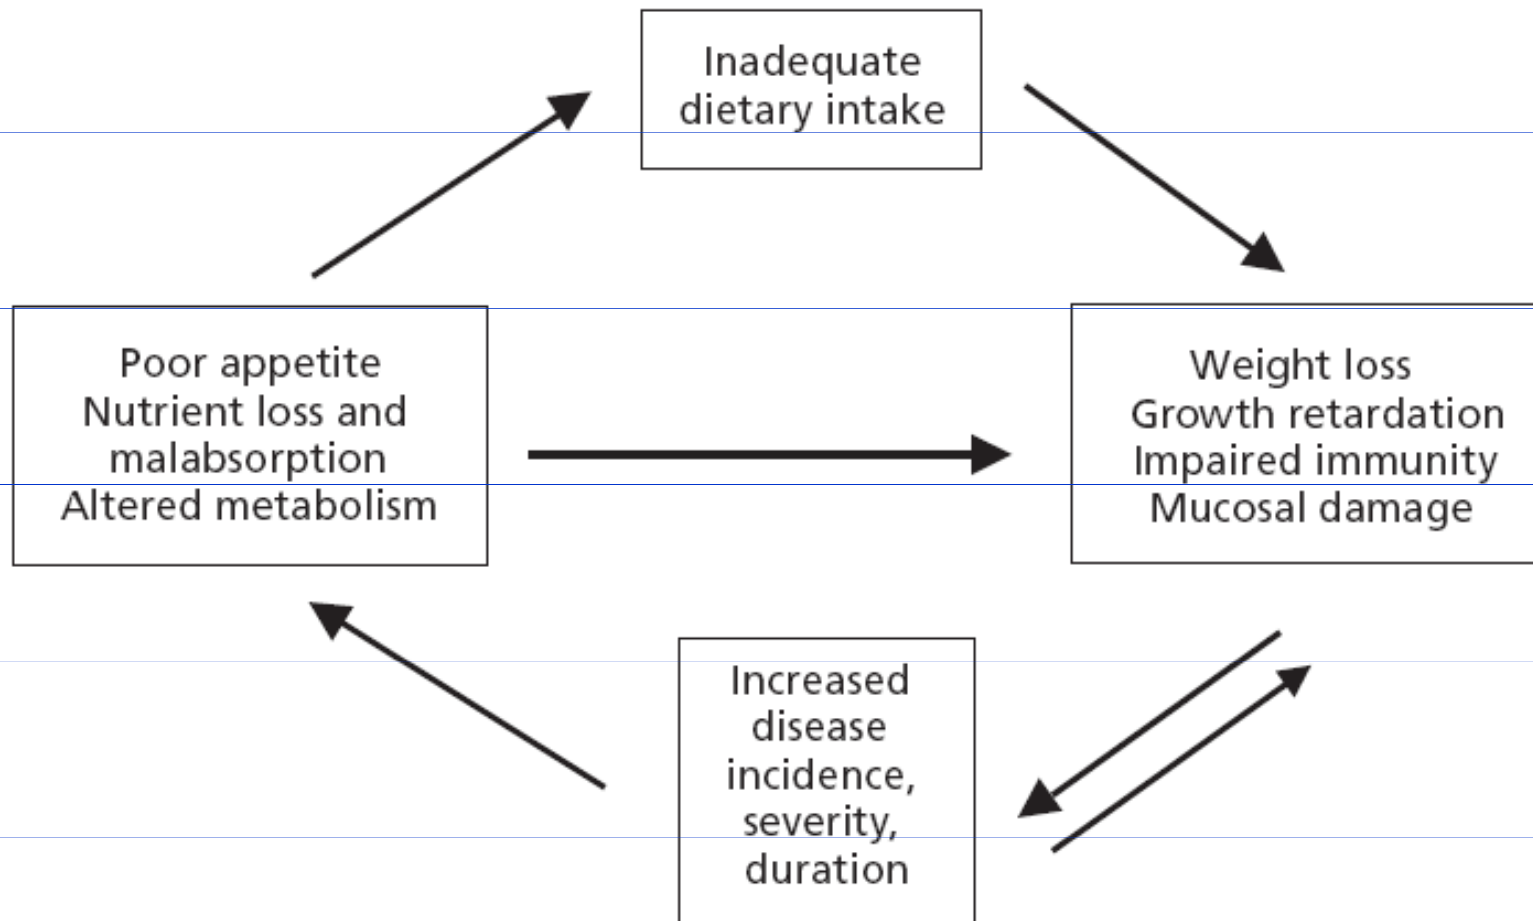 Inadequate
dietary intake
Poor appetite
Nutrient loss and
malabsorption
Altered metabolism
Weight loss
Growth retardation
Impaired immunity
Mucosal damage
Increased
disease
incidence,
severity,
duration